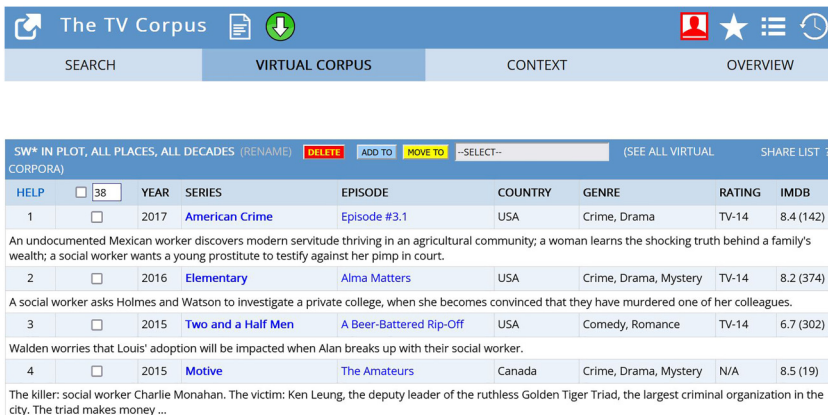 The TV Corpus
SEARCH VIRTUAL CORPUS CONTEXT OVERVIEW
SW* IN PLOT, ALL PLACES, ALL DECADES (RENAME) DELETE ADD TO MOVE TO --SELECT-- (SEE ALL VIRTUAL SHARE LIST ?
CORPORA)
HELP 38 YEAR SERIES EPISODE COUNTRY GENRE RATING IMDB
1 2017 American Crime Episode #3.1 USA Crime, Drama TV-14 8.4 (142)
An undocumented Mexican worker discovers modern servitude thriving in an agricultural community; a woman learns the shocking truth behind a family's
wealth; a social worker wants a young prostitute to testify against her pimp in court.
2 2016 Elementary Alma Matters USA Crime, Drama, Mystery TV-14 8.2 (374)
A social worker asks Holmes and Watson to investigate a private college, when she becomes convinced that they have murdered one of her colleagues.
3 2015 Two and a Half Men A Beer-Battered Rip-Off USA Comedy, Romance TV-14 6.7 (302)
Walden worries that Louis' adoption will be impacted when Alan breaks up with their social worker.
4 2015 Motive The Amateurs Canada Crime, Drama, Mystery N/A 8.5 (19)
The killer: social worker Charlie Monahan. The victim: Ken Leung, the deputy leader of the ruthless Golden Tiger Triad, the largest criminal organization in the
city. The triad makes money ...